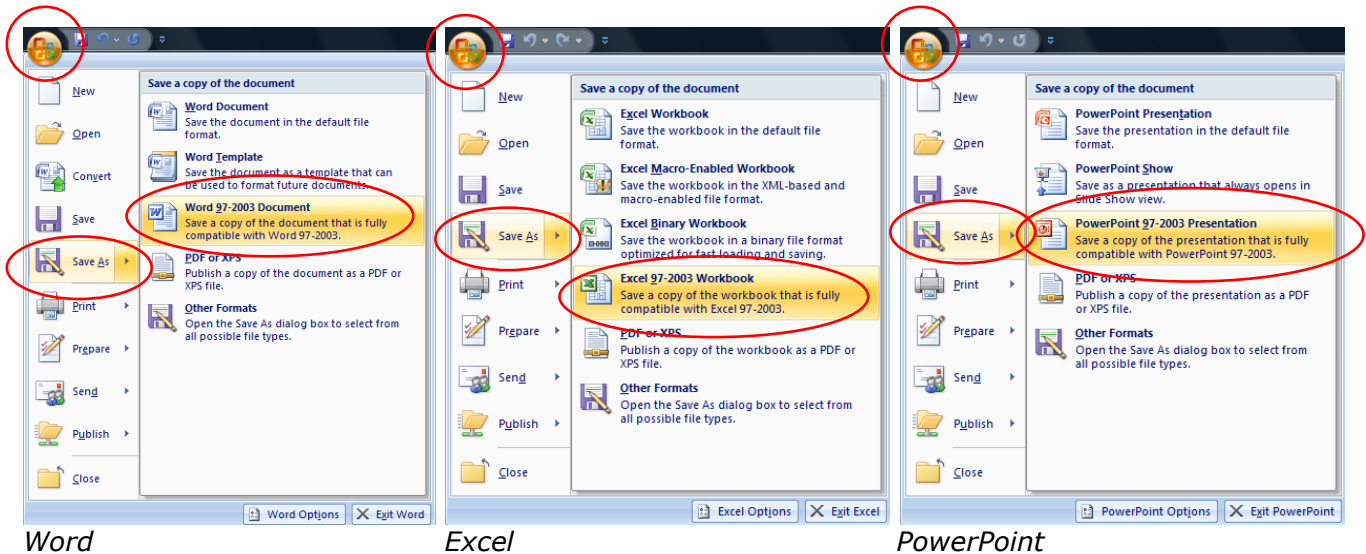 New
Open
Convert
Save
Save As
Print
Prepare
Send
Publish
Close
Save a copy of the document
Word Document
Save the document in the default file
format.
Word Template
Save the document as a template that can
be used to format future documents.
Word 97-2003 Document
Save a copy of the document that is fully
compatible with Word 97-2003.
PDF or XPS
Publish a copy of the document as a PDF or
XPS file.
Other Formats
Open the Save As dialog box to select from
all possible file types.
Word Options
Exit Word
Word
New
Open
Save
Save As
Print
Prepare
Send
Publish
Close
Save a copy of the document
Excel Workbook
Save the workbook in the default file
format.
Excel Macro-Enabled Workbook
Save the workbook in the XML-based and
macro-enabled file format.
Excel Binary Workbook
Save the workbook in a binary file format
optimized for fast loading and saving.
Excel 97-2003 Workbook
Save a copy of the workbook that is fully
compatible with Excel 97-2003.
PDF or XPS
Publish a copy of the workbook as a PDF or
XPS file.
Other Formats
Open the Save As dialog box to select from
all possible file types.
Excel Options
Exit Excel
Excel
New
Open
Save
Save As
Print
Prepare
Send
Publish
Close
Save a copy of the document
PowerPoint Presentation
Save the presentation in the default file
format.
PowerPoint Show
Save as a presentation that always opens in
Slide Show view.
PowerPoint 97-2003 Presentation
Save a copy of the presentation that is fully
compatible with PowerPoint 97-2003.
PDF or XPS
Publish a copy of the presentation as a PDF
or XPS file.
Other Formats
Open the Save As dialog box to select from
all possible file types.
PowerPoint Options
Exit PowerPoint
PowerPoint